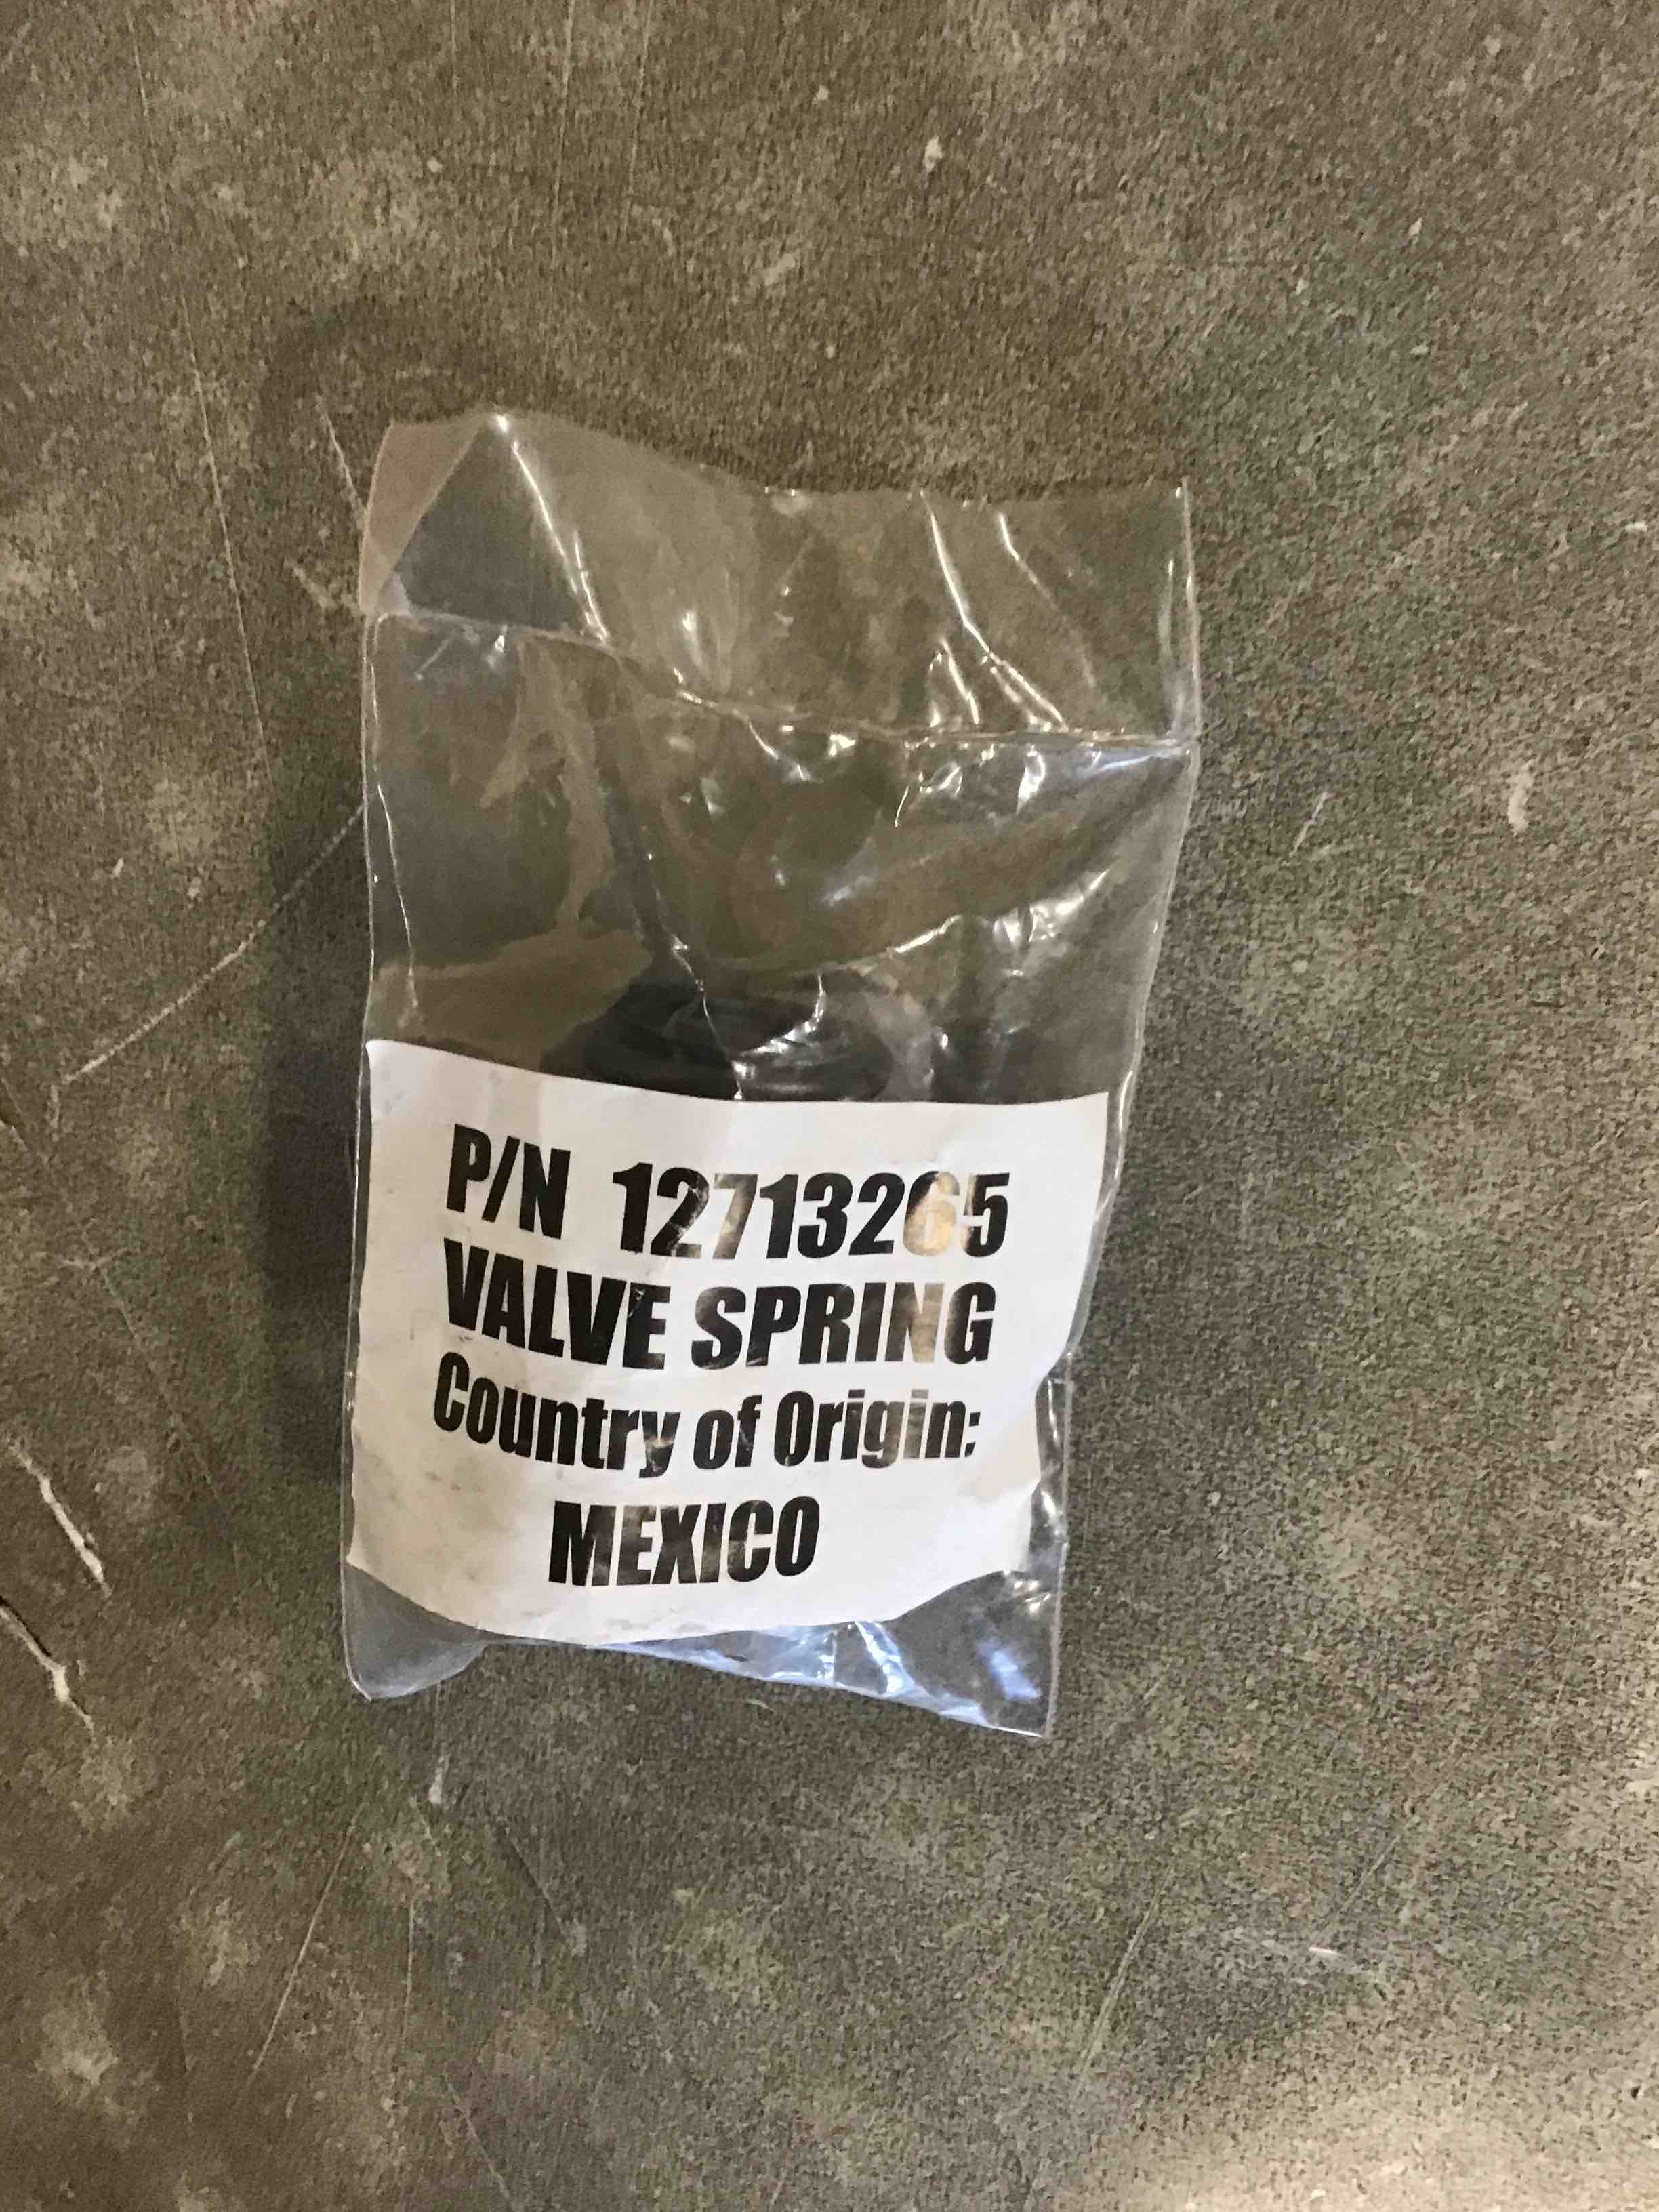 P/N 12713265
VALVE SPRING
Country of Origin:
MEXICO